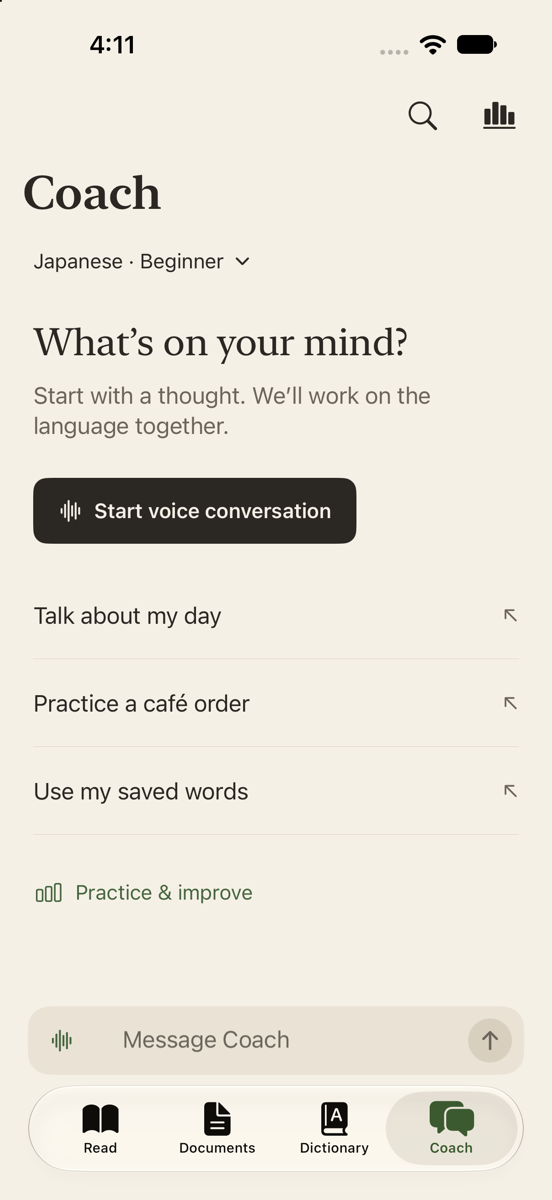 4:11
Coach
Japanese · Beginner
What’s on your mind?
Start with a thought. We’ll work on the
language together.
Start voice conversation
Talk about my day
Practice a café order
Use my saved words
Practice & improve
Message Coach
Read
Documents
Dictionary
Coach